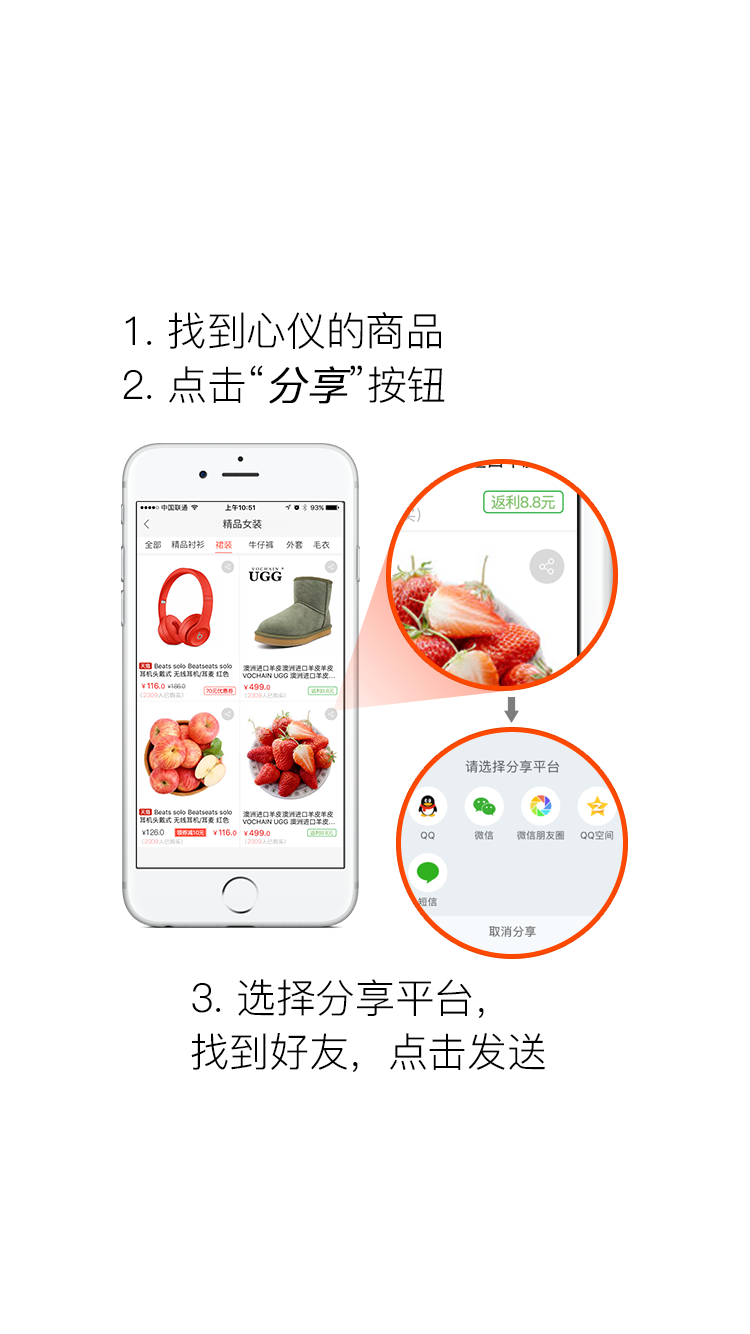 1. 找到心仪的商品
2. 点击“分享”按钮
中国联通
上午10:51
93%
精品女装
全部 精品衬衫 裙装 牛仔裤 外套 毛衣
VOCHAIN
UGG
天猫 Beats solo Beatseats solo
耳机头戴式 无线耳机/耳麦 红色
¥116.0 ¥186.0 70元优惠券
(2309人已购买)
澳洲进口羊皮澳洲进口羊皮羊皮
VOCHAIN UGG 澳洲进口羊皮...
¥499.0 返利8.8元
(2309人已购买)
天猫 Beats solo Beatseats solo
耳机头戴式 无线耳机/耳麦 红色
¥126.0 领券减10元 ¥116.0
(2309人已购买)
澳洲进口羊皮澳洲进口羊皮羊皮
VOCHAIN UGG 澳洲进口羊皮...
¥499.0 返利8.8元
(2309人已购买)
返利8.8元
买)
请选择分享平台
QQ 微信 微信朋友圈 QQ空间
短信
取消分享
3. 选择分享平台，
找到好友，点击发送